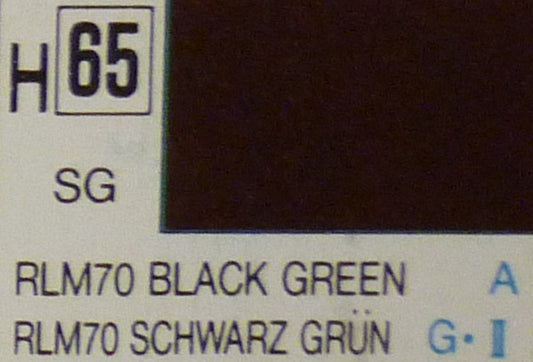 H 65
SG
RLM70 BLACK GREEN A
RLM70 SCHWARZ GRÜN G·II